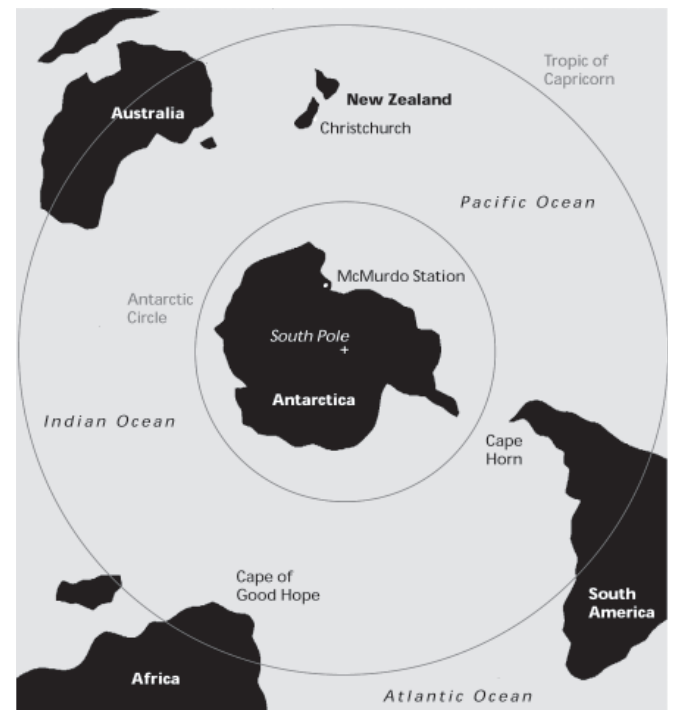 Tropic of
Capricorn
Australia
New Zealand
Christchurch
Pacific Ocean
McMurdo Station
Antarctic
Circle
South Pole
Antarctica
Indian Ocean
Cape
Horn
Cape of
Good Hope
South
America
Africa
Atlantic Ocean